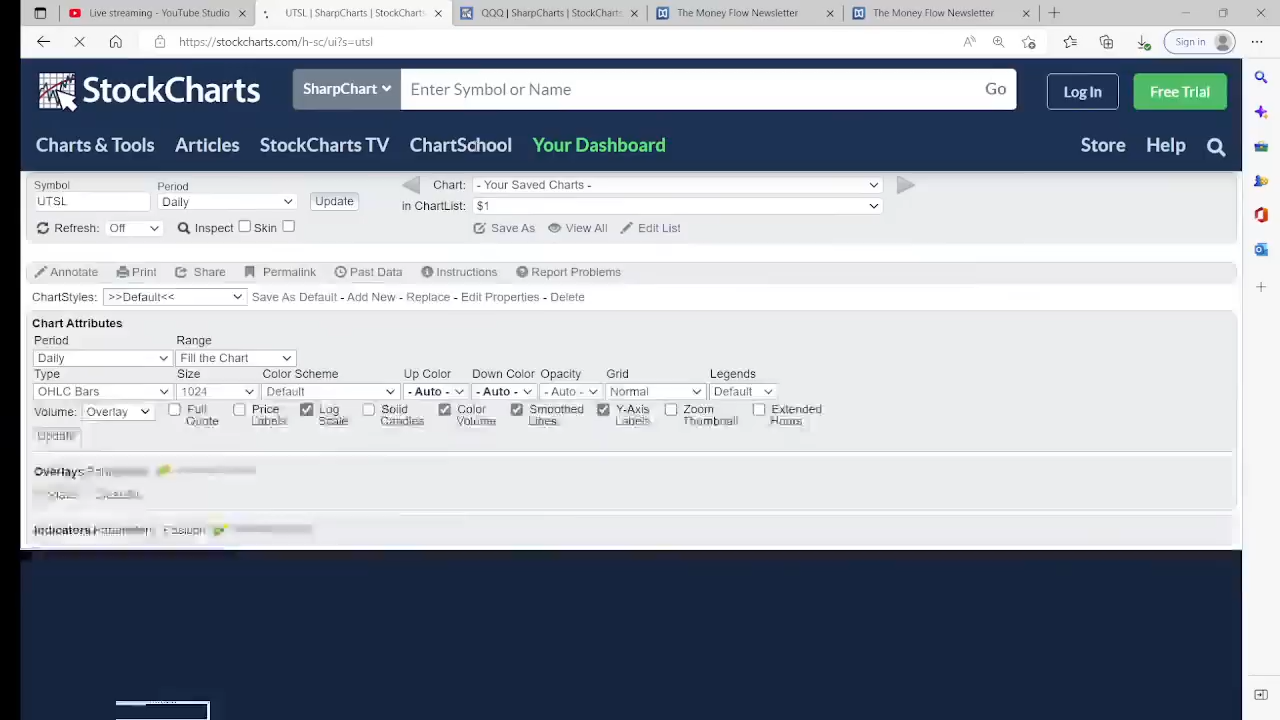 Live streaming - YouTube Studio
UTSL | SharpCharts | StockCharts
QQQ | SharpCharts | StockCharts
The Money Flow Newsletter
The Money Flow Newsletter
https://stockcharts.com/h-sc/ui?s=utsl
Sign in
StockCharts
SharpChart
Enter Symbol or Name
Go
Log In
Free Trial
Charts & Tools
Articles
StockCharts TV
ChartSchool
Your Dashboard
Store
Help
Symbol
Period
Chart: - Your Saved Charts -
UTSL
Daily
Update
in ChartList: $1
Refresh: Off
Inspect
Skin
Save As
View All
Edit List
Annotate
Print
Share
Permalink
Past Data
Instructions
Report Problems
ChartStyles: >>Default<<
Save As Default - Add New - Replace - Edit Properties - Delete
Chart Attributes
Period
Range
Daily
Fill the Chart
Type
Size
Color Scheme
Up Color
Down Color
Opacity
Grid
Legends
OHLC Bars
1024
Default
- Auto -
- Auto -
- Auto -
Normal
Default
Volume: Overlay
Full Quote
Price Labels
Log Scale
Solid Candles
Color Volume
Smoothed Lines
Y-Axis Labels
Zoom Thumbnail
Extended Hours
Update
Overlays
Indicators